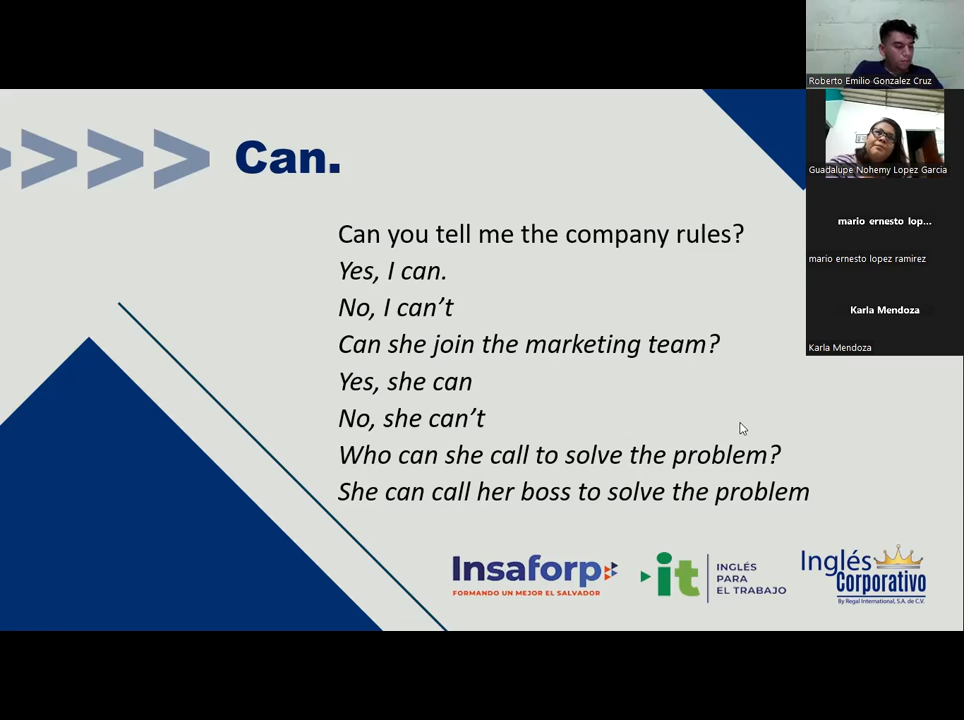 Can.
Can you tell me the company rules?
Yes, I can.
No, I can’t
Can she join the marketing team?
Yes, she can
No, she can’t
Who can she call to solve the problem?
She can call her boss to solve the problem
Insaforp
FORMANDO UN MEJOR EL SALVADOR
it
INGLÉS
PARA
EL TRABAJO
Inglés
Corporativo
By Regal International, S.A. de C.V.
Roberto Emilio Gonzalez Cruz
Guadalupe Nohemy Lopez Garcia
mario ernesto lop...
mario ernesto lopez ramirez
Karla Mendoza
Karla Mendoza